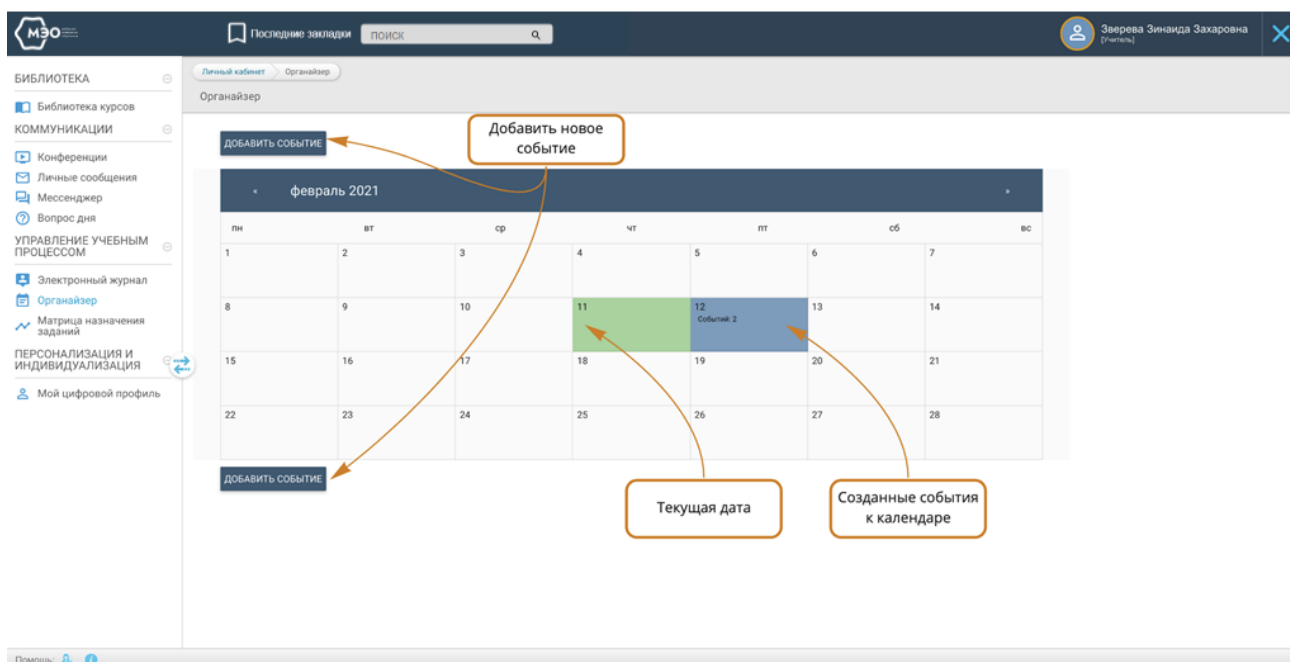 МЭО
Последние закладки
ПОИСК
Зверева Зинаида Захаровна
[Учитель]
БИБЛИОТЕКА
Библиотека курсов
КОММУНИКАЦИИ
Конференции
Личные сообщения
Мессенджер
Вопрос дня
УПРАВЛЕНИЕ УЧЕБНЫМ
ПРОЦЕССОМ
Электронный журнал
Органайзер
Матрица назначения
заданий
ПЕРСОНАЛИЗАЦИЯ И
ИНДИВИДУАЛИЗАЦИЯ
Мой цифровой профиль
Личный кабинет Органайзер
Органайзер
ДОБАВИТЬ СОБЫТИЕ
Добавить новое
событие
февраль 2021
пн вт ср чт пт сб вс
1 2 3 4 5 6 7
8 9 10 11 12 13 14
Событий: 2
15 16 17 18 19 20 21
22 23 24 25 26 27 28
ДОБАВИТЬ СОБЫТИЕ
Текущая дата
Созданные события
к календаре
Помощь: